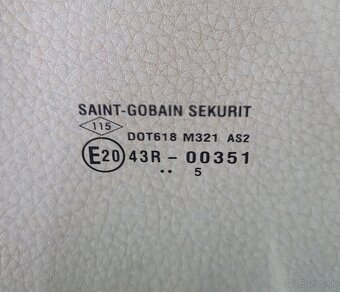 SAINT-GOBAIN SEKURIT
115
DOT618 M321 AS2
E20 43R - 00351
.. 5